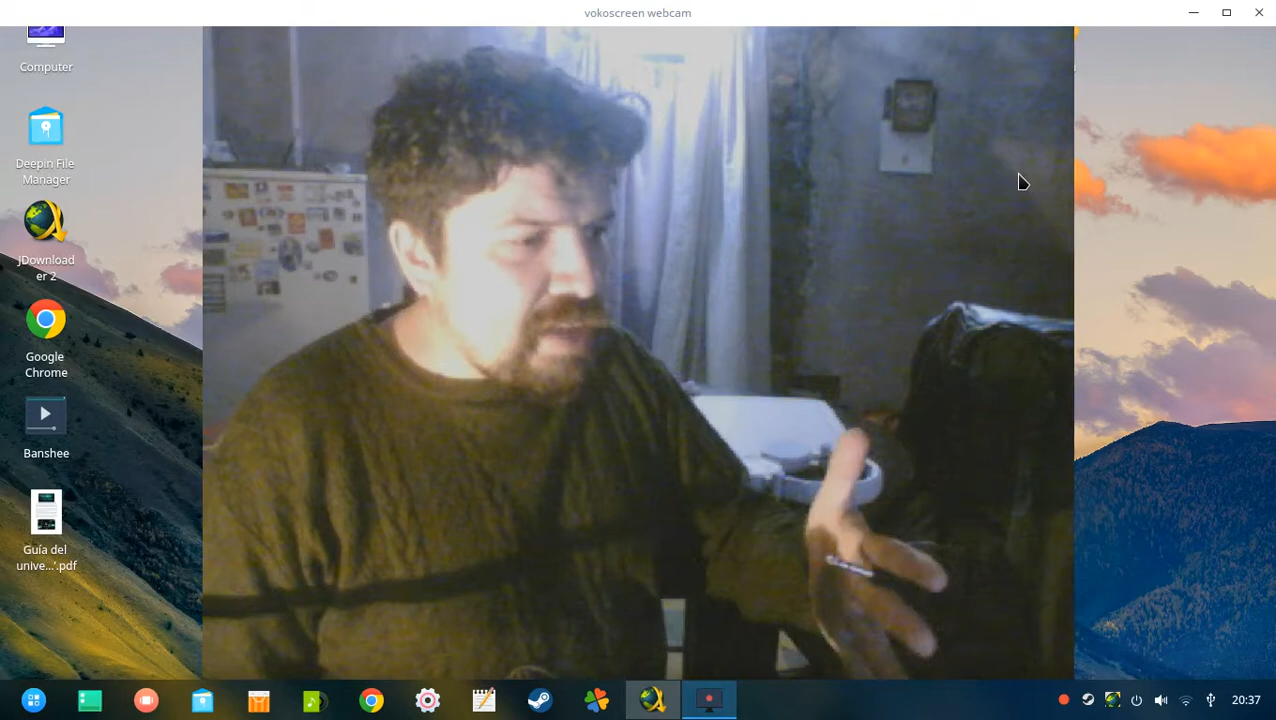 vokoscreen webcam
Computer
Deepin File
Manager
JDownload
er 2
Google
Chrome
Banshee
Guía del
unive...'.pdf
20:37